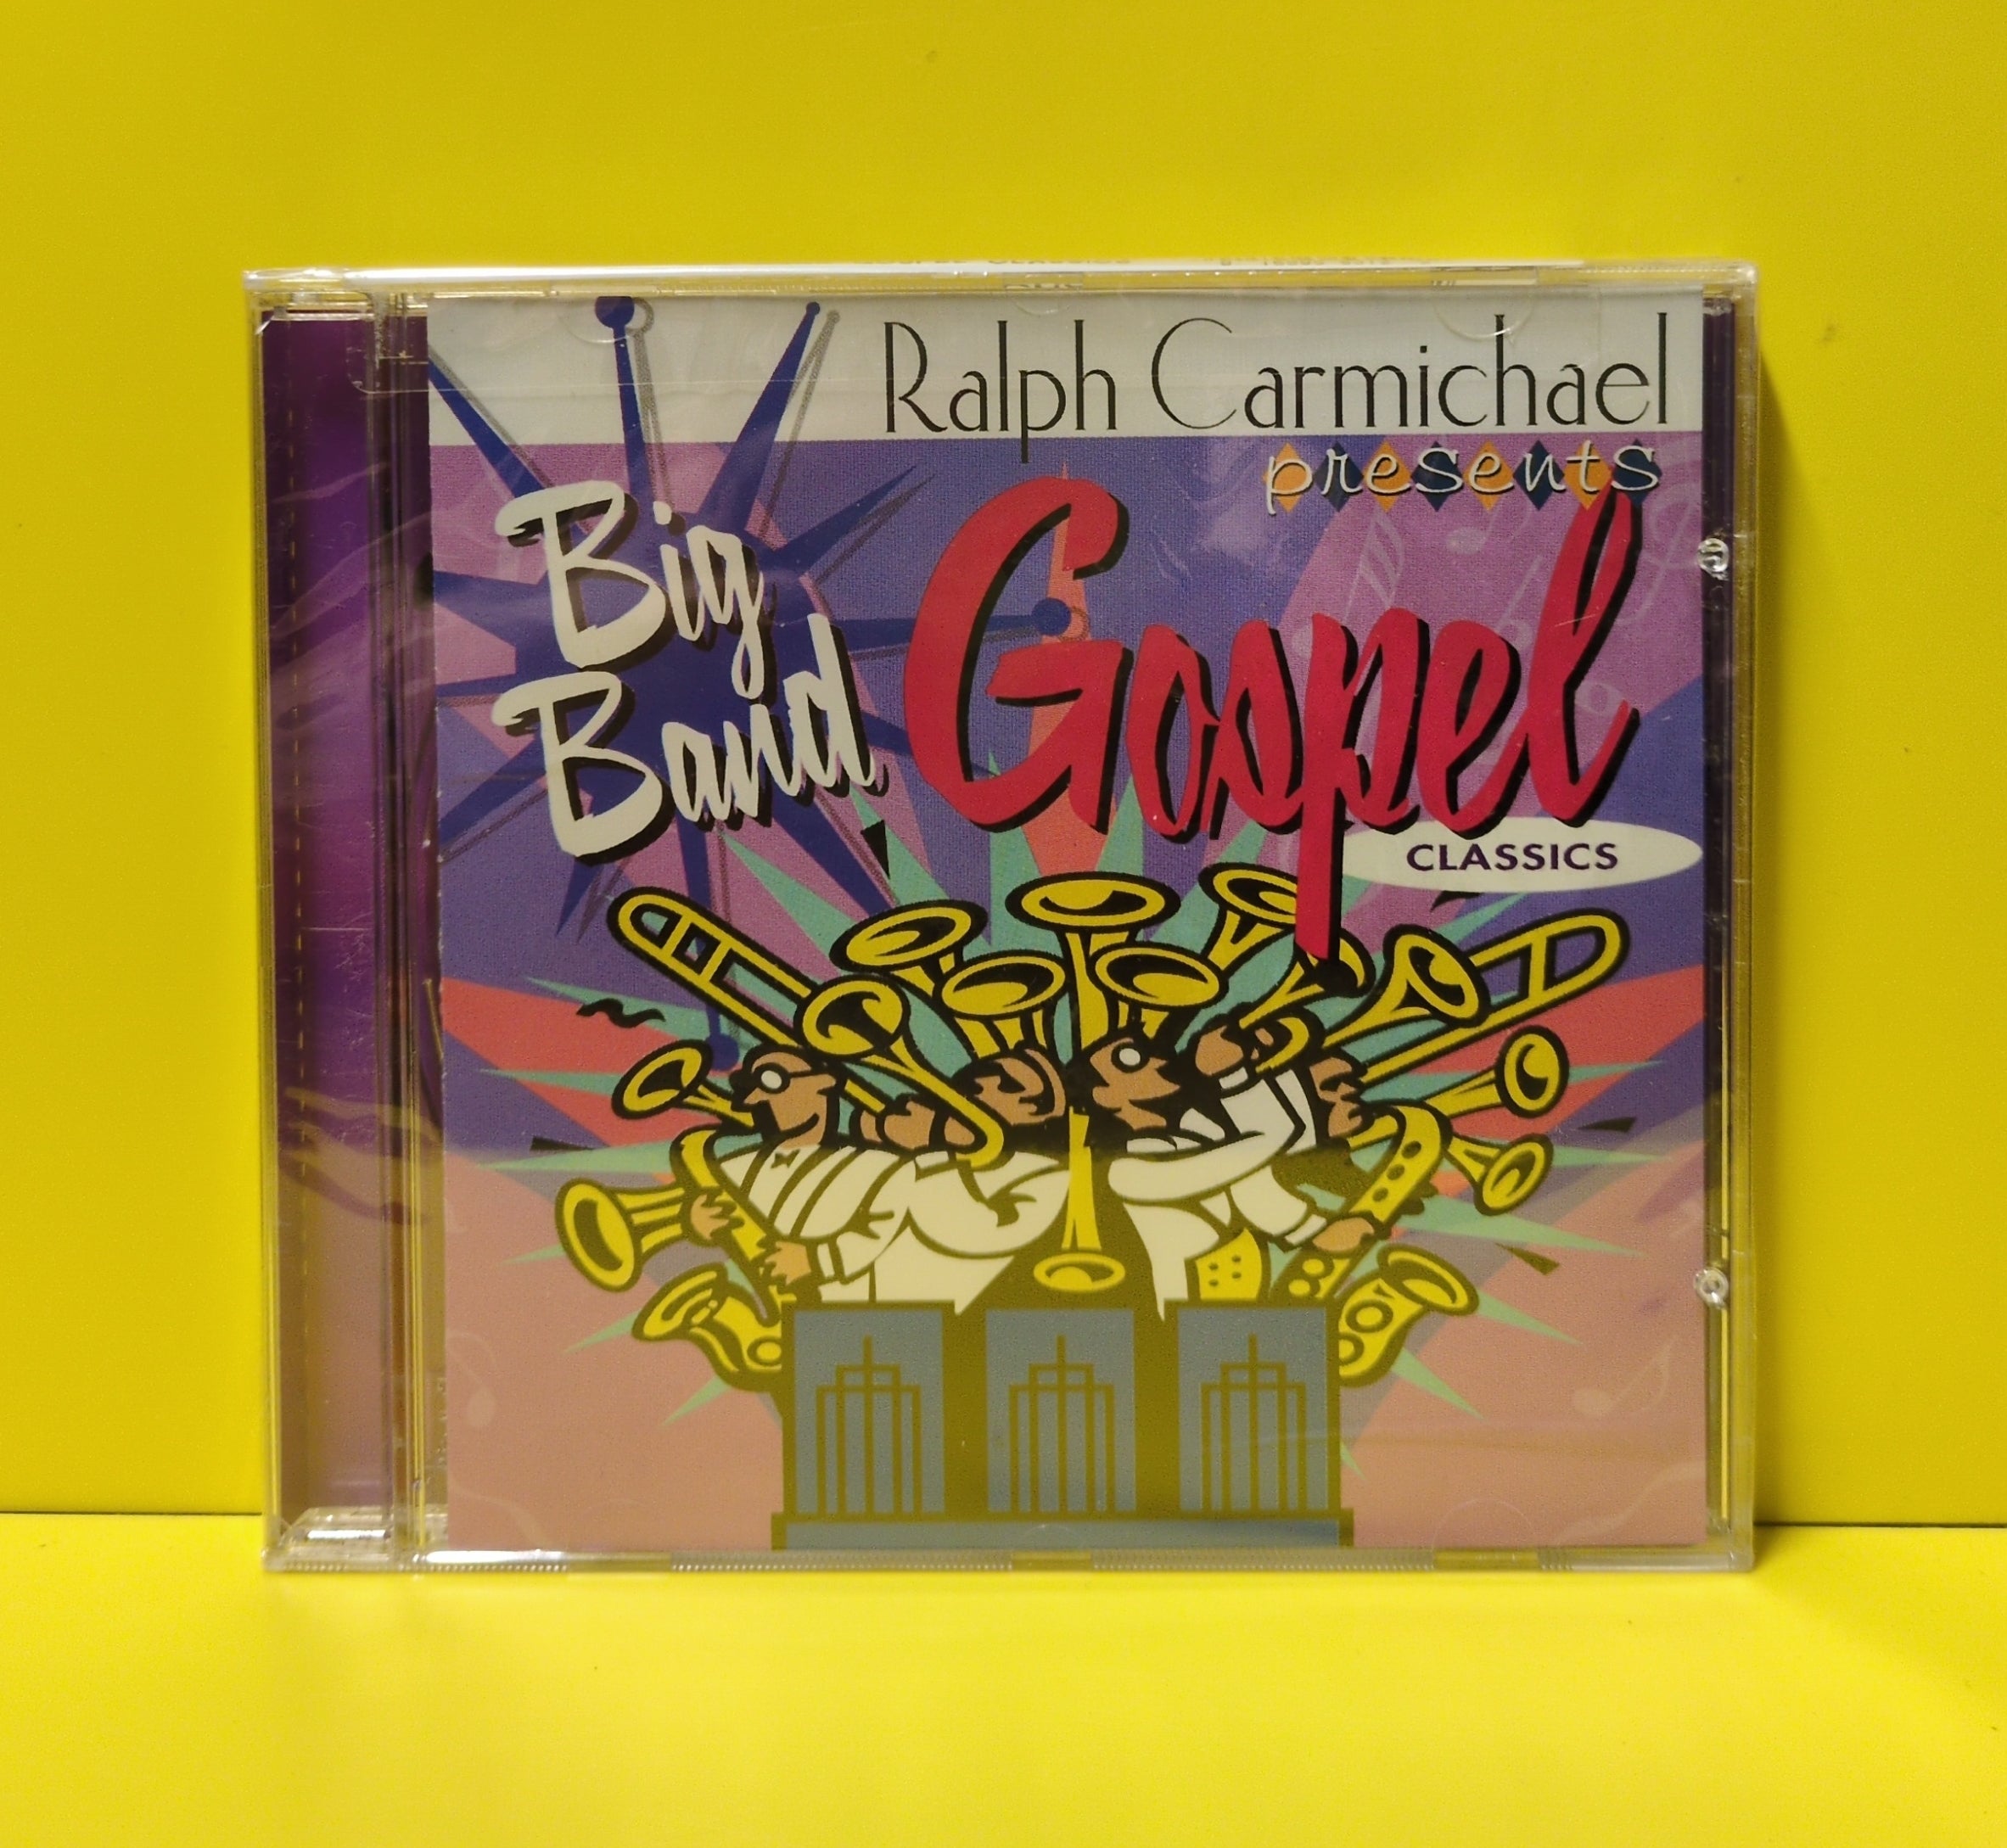 Ralph Carmichael
presents
Big
Band
Gospel
CLASSICS